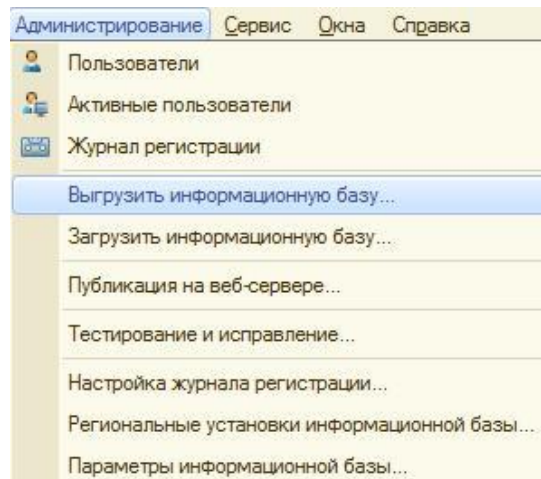 Администрирование Сервис Окна Справка
Пользователи
Активные пользователи
Журнал регистрации
Выгрузить информационную базу...
Загрузить информационную базу...
Публикация на веб-сервере...
Тестирование и исправление...
Настройка журнала регистрации...
Региональные установки информационной базы...
Параметры информационной базы...